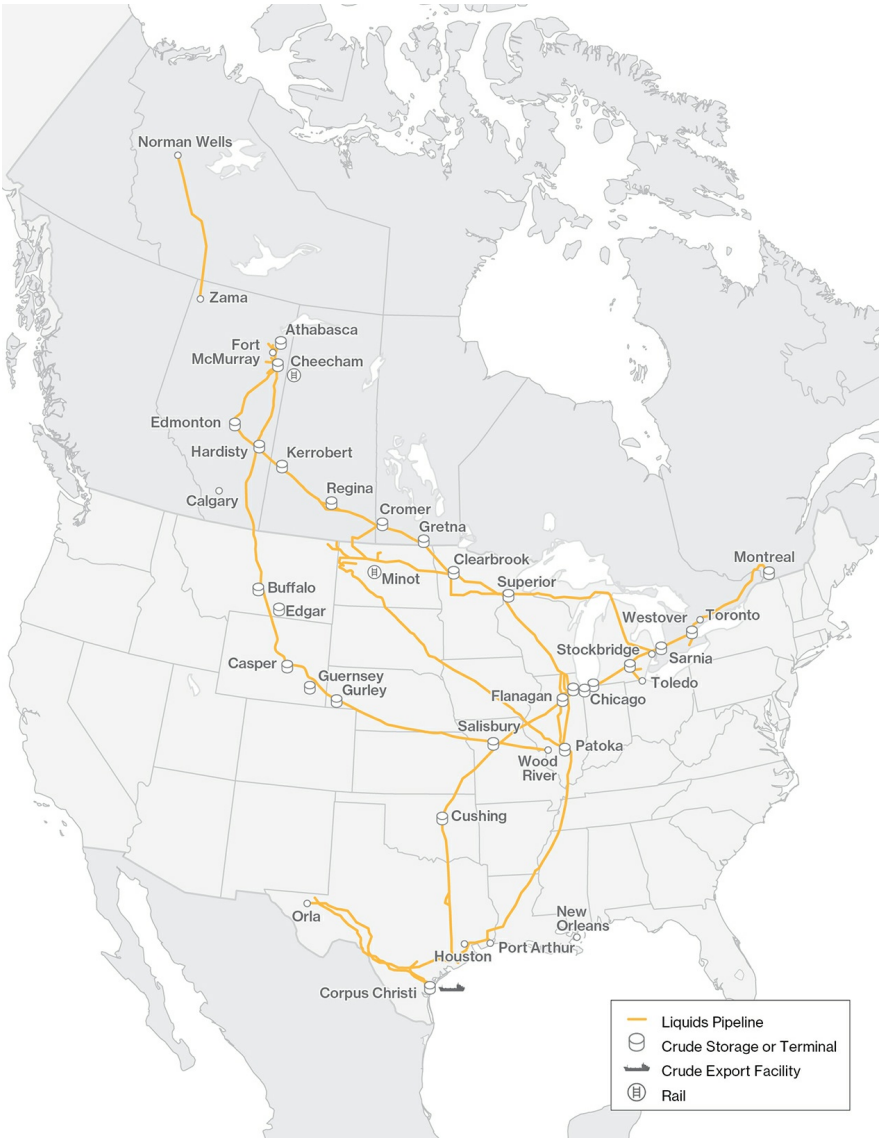 Norman Wells
Zama
Athabasca
Fort
McMurray
Cheecham
Edmonton
Hardisty
Kerrobert
Calgary
Regina
Cromer
Gretna
Clearbrook
Montreal
Minot
Superior
Buffalo
Edgar
Westover
Toronto
Stockbridge
Sarnia
Casper
Guernsey
Gurley
Toledo
Flanagan
Chicago
Salisbury
Patoka
Wood
River
Cushing
Orla
New
Orleans
Port Arthur
Houston
Corpus Christi
Liquids Pipeline
Crude Storage or Terminal
Crude Export Facility
Rail